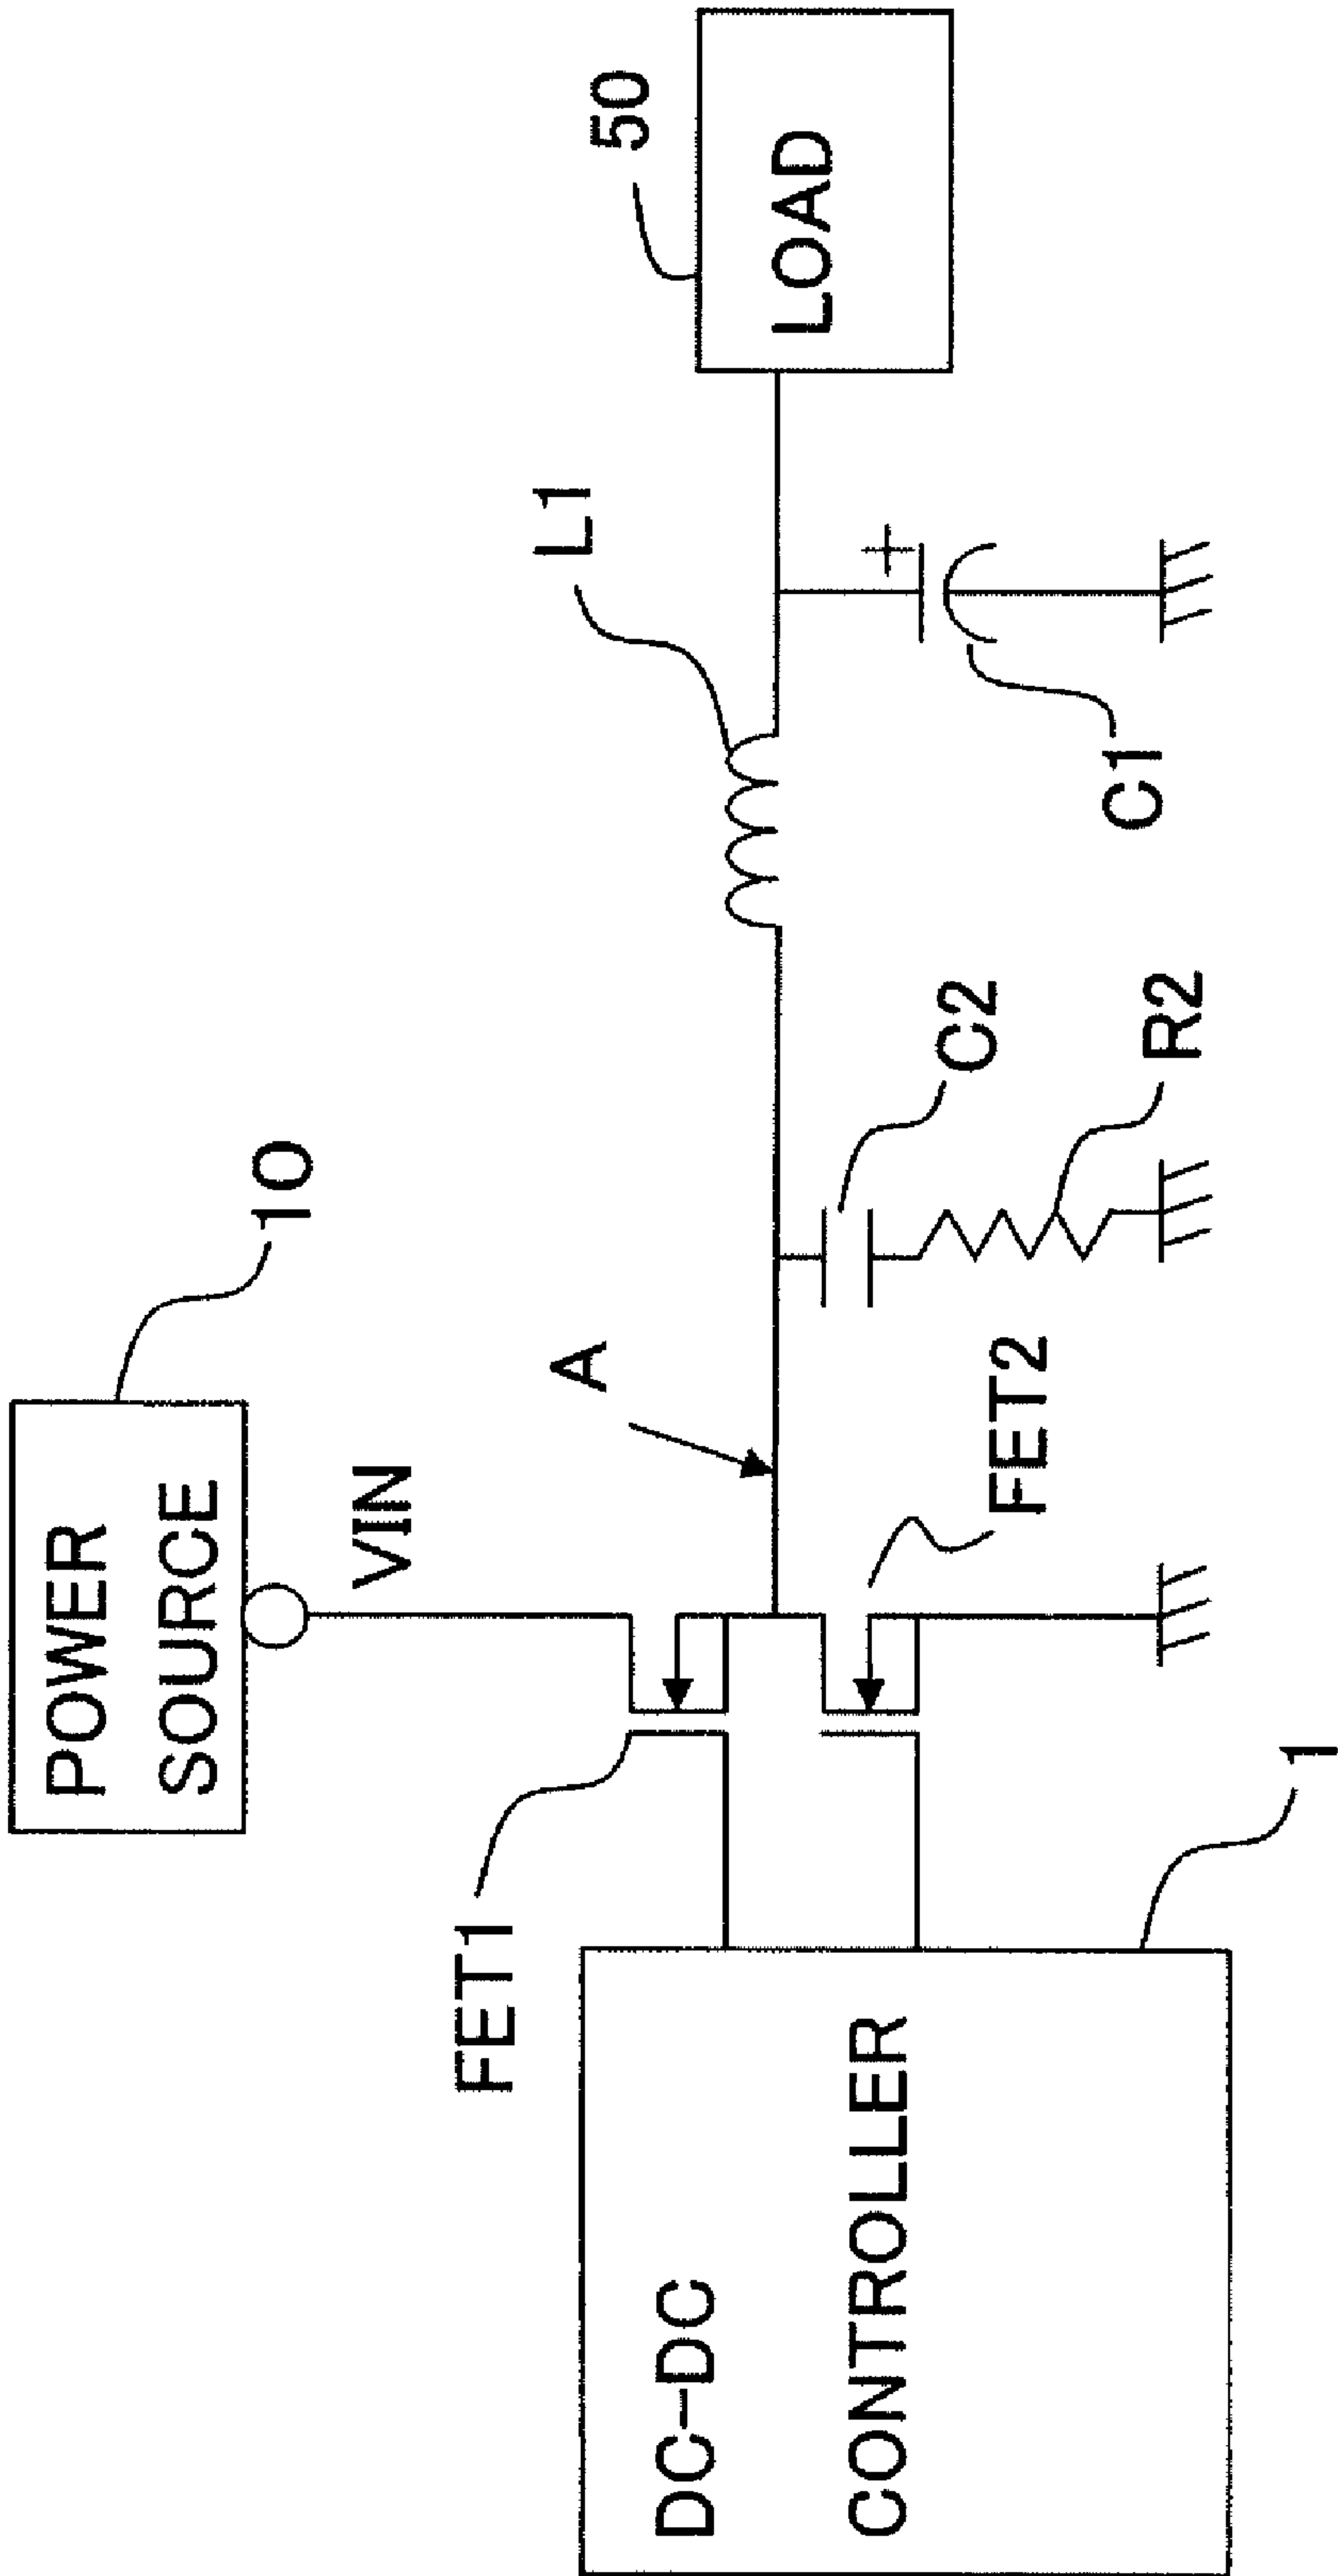 POWER
SOURCE
10
VIN
FET1
A
L1
50
LOAD
DC-DC
CONTROLLER
1
FET2
C2
R2
+
C1